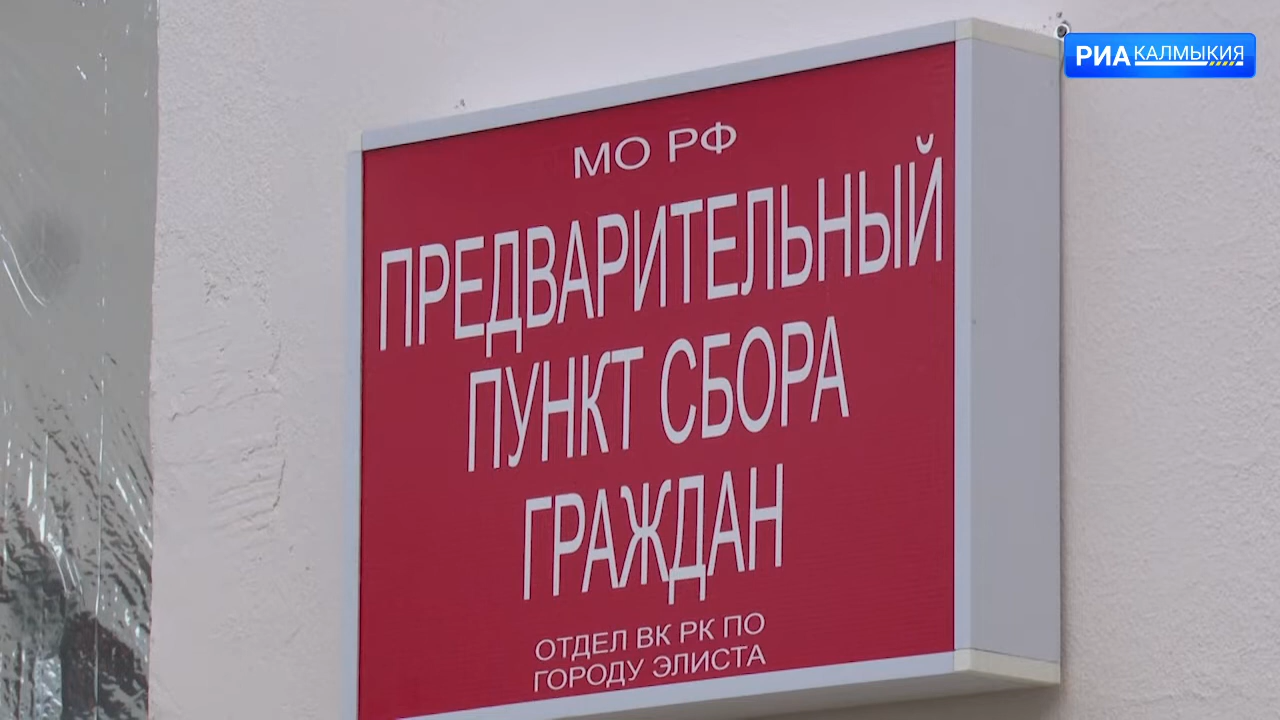 РИА КАЛМЫКИЯ
МО РФ
ПРЕДВАРИТЕЛЬНЫЙ
ПУНКТ СБОРА
ГРАЖДАН
ОТДЕЛ ВК РК ПО
ГОРОДУ ЭЛИСТА